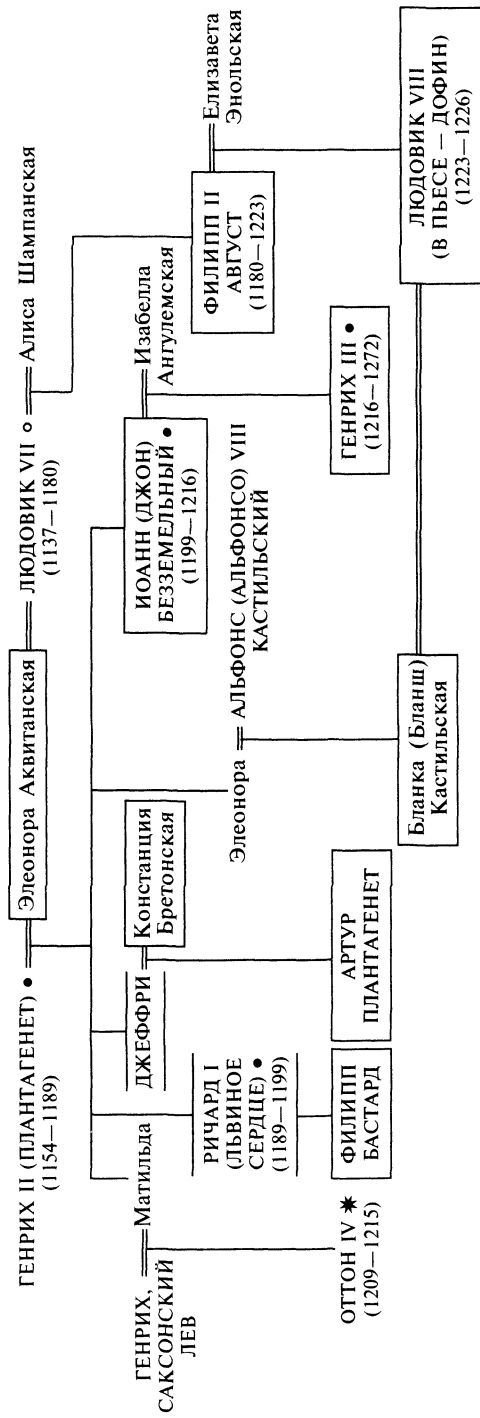 ГЕНРИХ II (ПЛАНТАГЕНЕТ) •
(1154—1189)
Элеонора Аквитанская
ЛЮДОВИК VII ○
(1137—1180)
Алиса Шампанская
ГЕНРИХ,
САКСОНСКИЙ
ЛЕВ
Матильда
ДЖЕФФРИ
Констанция
Бретонская
ИОАНН (ДЖОН)
БЕЗЗЕМЕЛЬНЫЙ •
(1199—1216)
Изабелла
Ангулемская
ФИЛИПП II
АВГУСТ
(1180—1223)
Елизавета
Энольская
РИЧАРД I
(ЛЬВИНОЕ
СЕРДЦЕ) •
(1189—1199)
Элеонора
АЛЬФОНС (АЛЬФОНСО) VIII
КАСТИЛЬСКИЙ
ОТТОН IV ✷
(1209—1215)
ФИЛИПП
БАСТАРД
АРТУР
ПЛАНТАГЕНЕТ
ГЕНРИХ III •
(1216—1272)
Бланка (Бланш)
Кастильская
ЛЮДОВИК VIII
(В ПЬЕСЕ — ДОФИН)
(1223—1226)